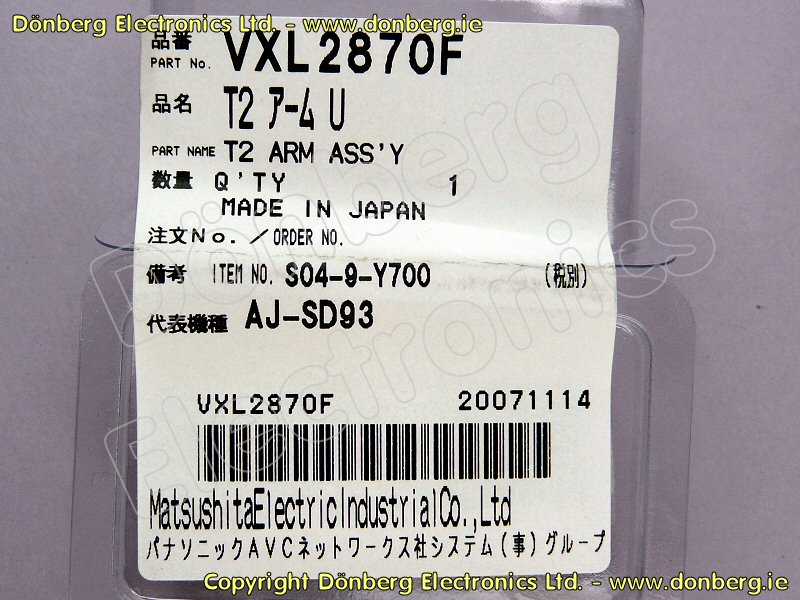 Dönberg Electronics Ltd. - www.donberg.ie
品番
PART No. VXL2870F
品名 T2 アーム U
PART NAME T2 ARM ASS'Y
数量 Q'TY 1
MADE IN JAPAN
注文No./ORDER NO.
備考 ITEM NO. S04-9-Y700 (税別)
代表機種 AJ-SD93
VXL2870F 20071114
MatsushitaElectricIndustrialCo.,Ltd
パナソニックAVCネットワークス社システム(事)グループ
Dönberg
Electronics
Copyright Dönberg Electronics Ltd. - www.donberg.ie